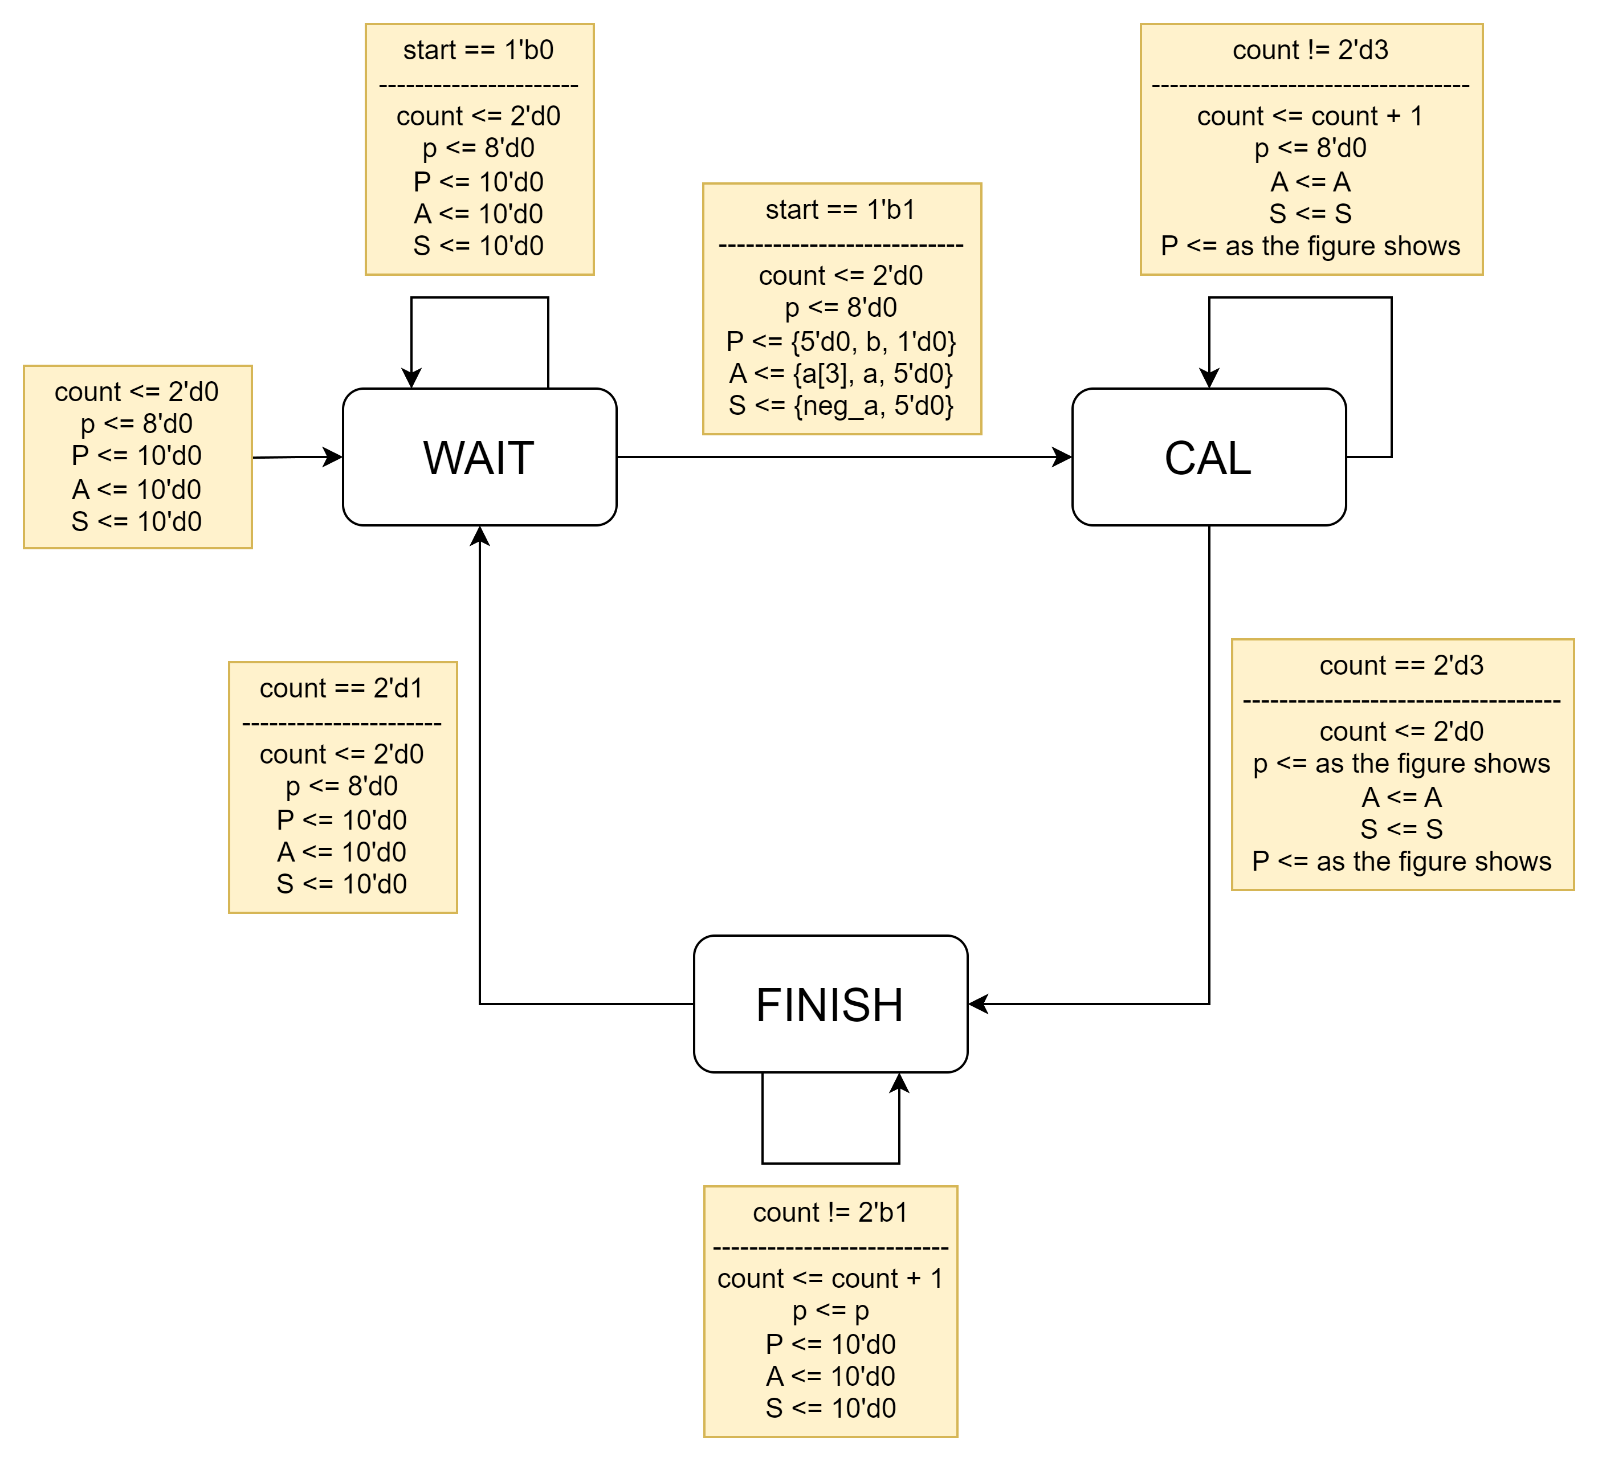 start == 1'b0
----------------------
count <= 2'd0
p <= 8'd0
P <= 10'd0
A <= 10'd0
S <= 10'd0
count != 2'd3
-----------------------------------
count <= count + 1
p <= 8'd0
A <= A
S <= S
P <= as the figure shows
start == 1'b1
---------------------------
count <= 2'd0
p <= 8'd0
P <= {5'd0, b, 1'd0}
A <= {a[3], a, 5'd0}
S <= {neg_a, 5'd0}
count <= 2'd0
p <= 8'd0
P <= 10'd0
A <= 10'd0
S <= 10'd0
WAIT
CAL
count == 2'd1
----------------------
count <= 2'd0
p <= 8'd0
P <= 10'd0
A <= 10'd0
S <= 10'd0
count == 2'd3
-----------------------------------
count <= 2'd0
p <= as the figure shows
A <= A
S <= S
P <= as the figure shows
FINISH
count != 2'b1
--------------------------
count <= count + 1
p <= p
P <= 10'd0
A <= 10'd0
S <= 10'd0